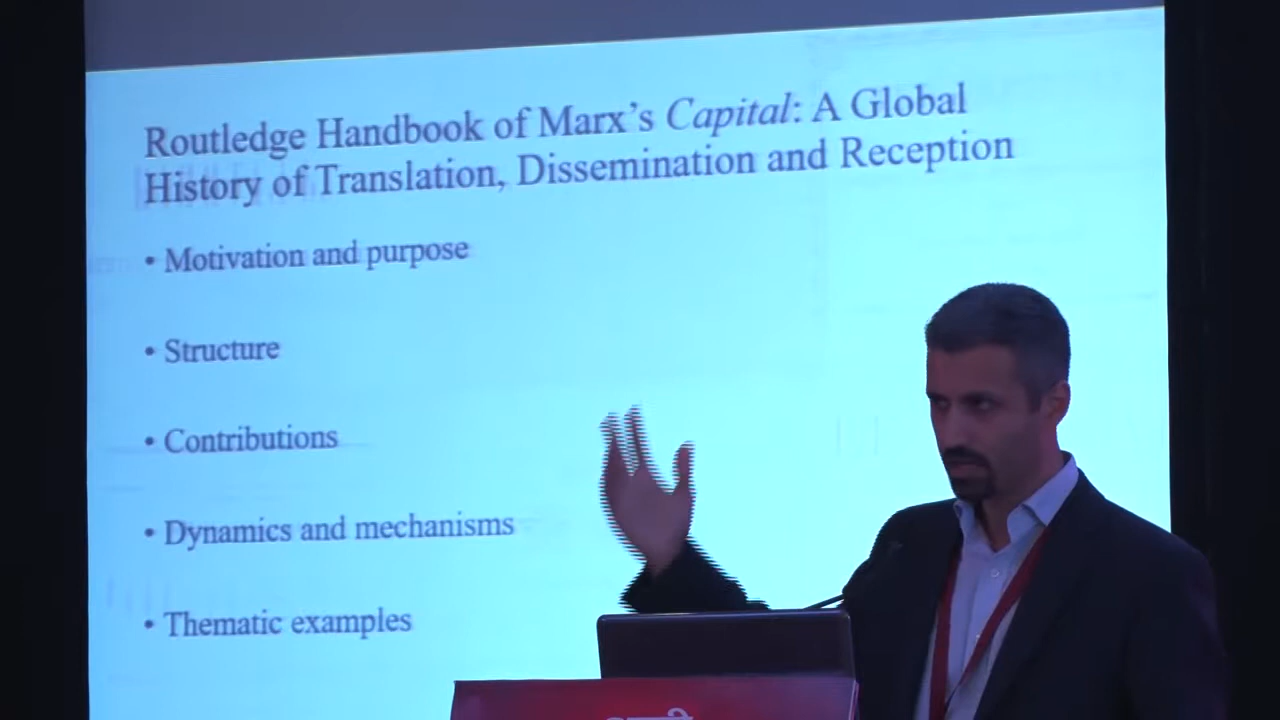 Routledge Handbook of Marx's Capital: A Global
History of Translation, Dissemination and Reception
• Motivation and purpose
• Structure
• Contributions
• Dynamics and mechanisms
• Thematic examples